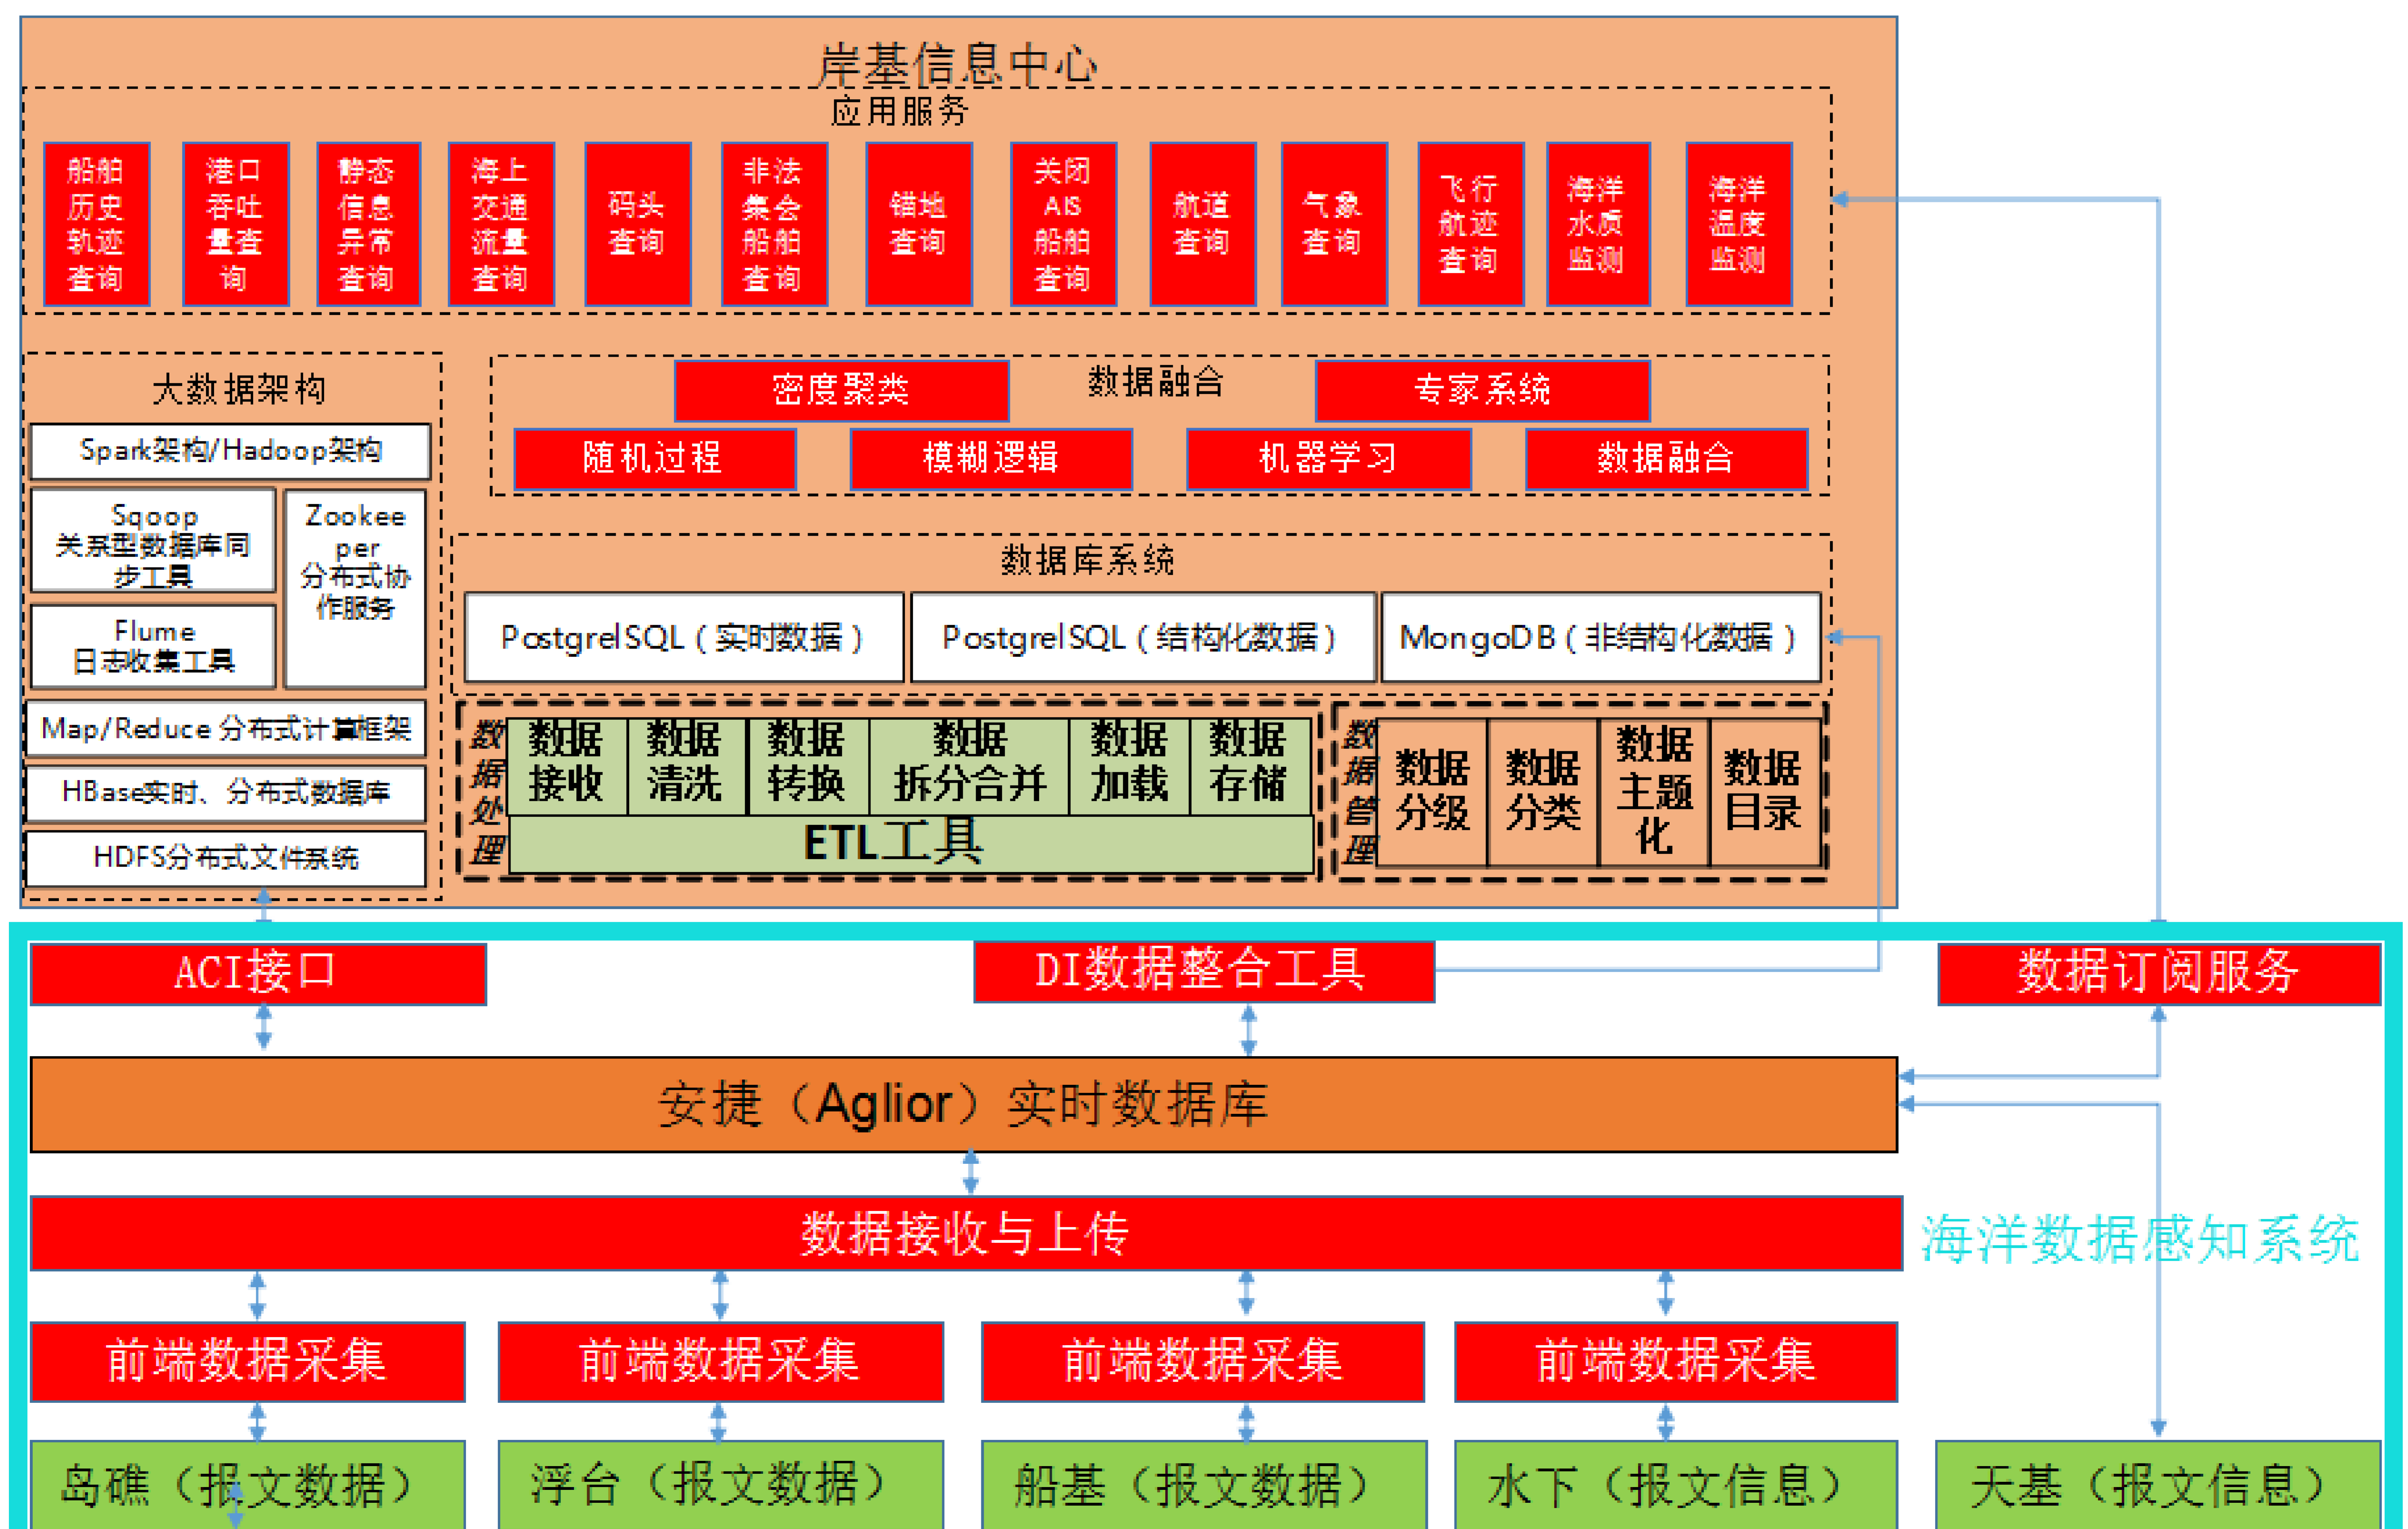 岸基信息中心
应用服务
船舶
历史
轨迹
查询
港口
吞吐
量查
询
静态
信息
异常
查询
海上
交通
流量
查询
码头
查询
非法
集会
船舶
查询
锚地
查询
关闭
AIS
船舶
查询
航道
查询
气象
查询
飞行
航迹
查询
海洋
水质
监测
海洋
温度
监测
大数据架构
Spark架构/Hadoop架构
Sqoop
关系型数据库同
步工具
Zookee
per
分布式协
作服务
Flume
日志收集工具
Map/Reduce 分布式计算框架
HBase实时、分布式数据库
HDFS分布式文件系统
密度聚类
数据融合
专家系统
随机过程
模糊逻辑
机器学习
数据融合
数据库系统
PostgrelSQL（实时数据）
PostgrelSQL（结构化数据）
MongoDB（非结构化数据）
数
据
处
理
数据
接收
数据
清洗
数据
转换
数据
拆分合并
数据
加载
数据
存储
ETL工具
数
据
管
理
数据
分级
数据
分类
数据
主题
化
数据
目录
ACI接口
DI数据整合工具
数据订阅服务
安捷（Aglior）实时数据库
数据接收与上传
海洋数据感知系统
前端数据采集
前端数据采集
前端数据采集
前端数据采集
岛礁（报文数据）
浮台（报文数据）
船基（报文数据）
水下（报文信息）
天基（报文信息）